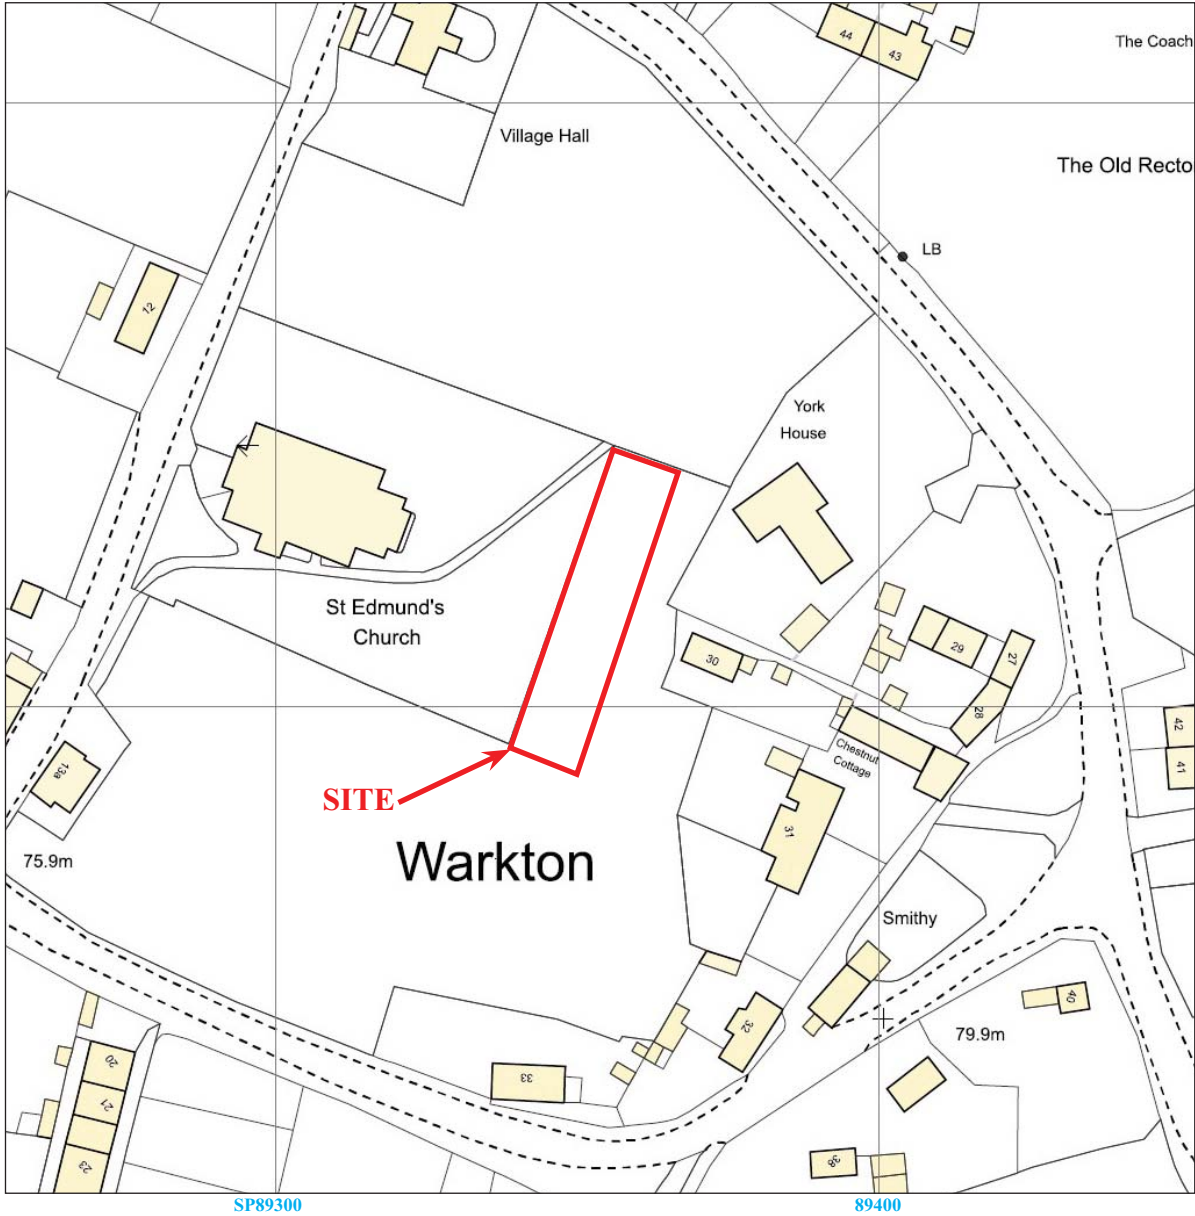 44
43
The Coach
Village Hall
The Old Recto
LB
12
York
House
St Edmund's
Church
30
29
27
28
42
41
Chestnut
Cottage
13a
SITE
31
Warkton
75.9m
Smithy
40
32
79.9m
20
33
21
23
38
SP89300
89400